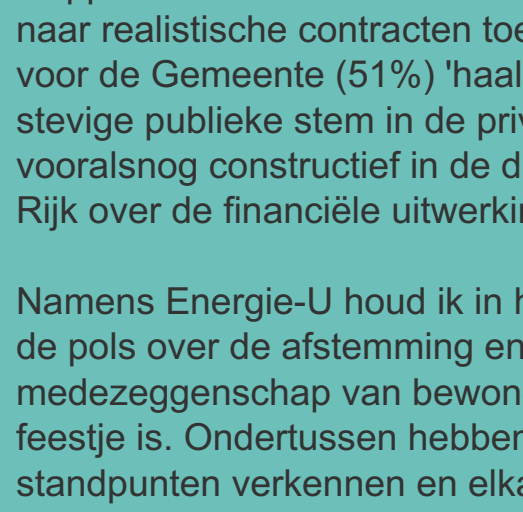 naar realistische contracten toe
voor de Gemeente (51%) 'haal
stevige publieke stem in de priv
vooralsnog constructief in de d
Rijk over de financiële uitwerkin
Namens Energie-U houd ik in h
de pols over de afstemming en
medezeggenschap van bewon
feestje is. Ondertussen hebben
standpunten verkennen en elka